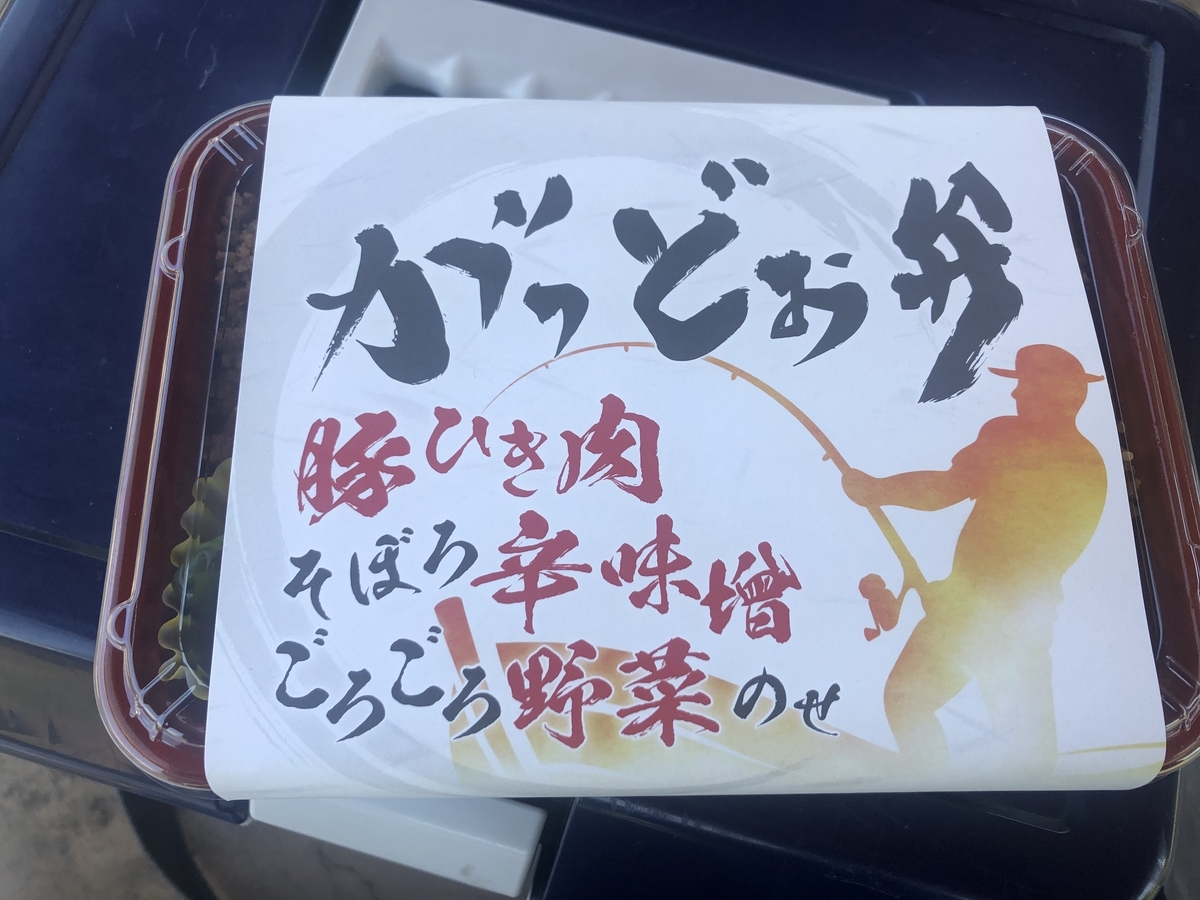 がっどぉ弁
豚ひき肉
そぼろ辛味噌
ごろごろ野菜のせ